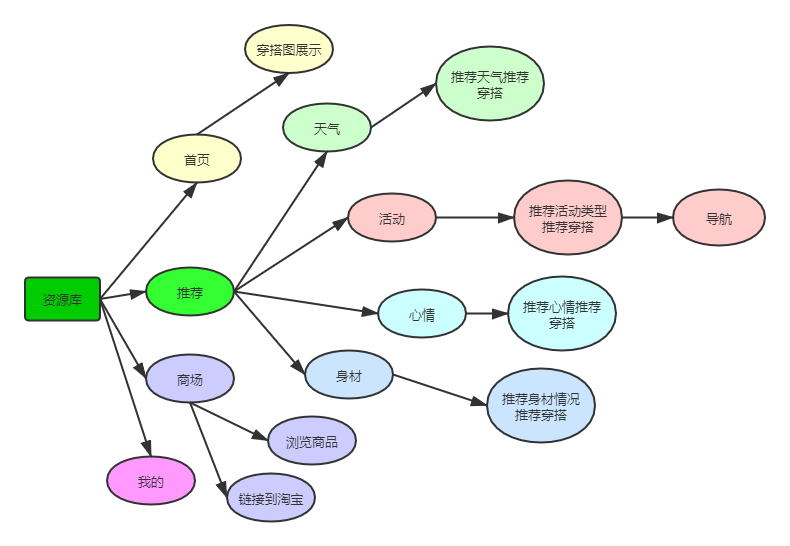 穿搭图展示
推荐天气推荐
穿搭
天气
首页
活动
推荐活动类型
推荐穿搭
导航
资源库
推荐
心情
推荐心情推荐
穿搭
商场
身材
推荐身材情况
推荐穿搭
浏览商品
我的
链接到淘宝